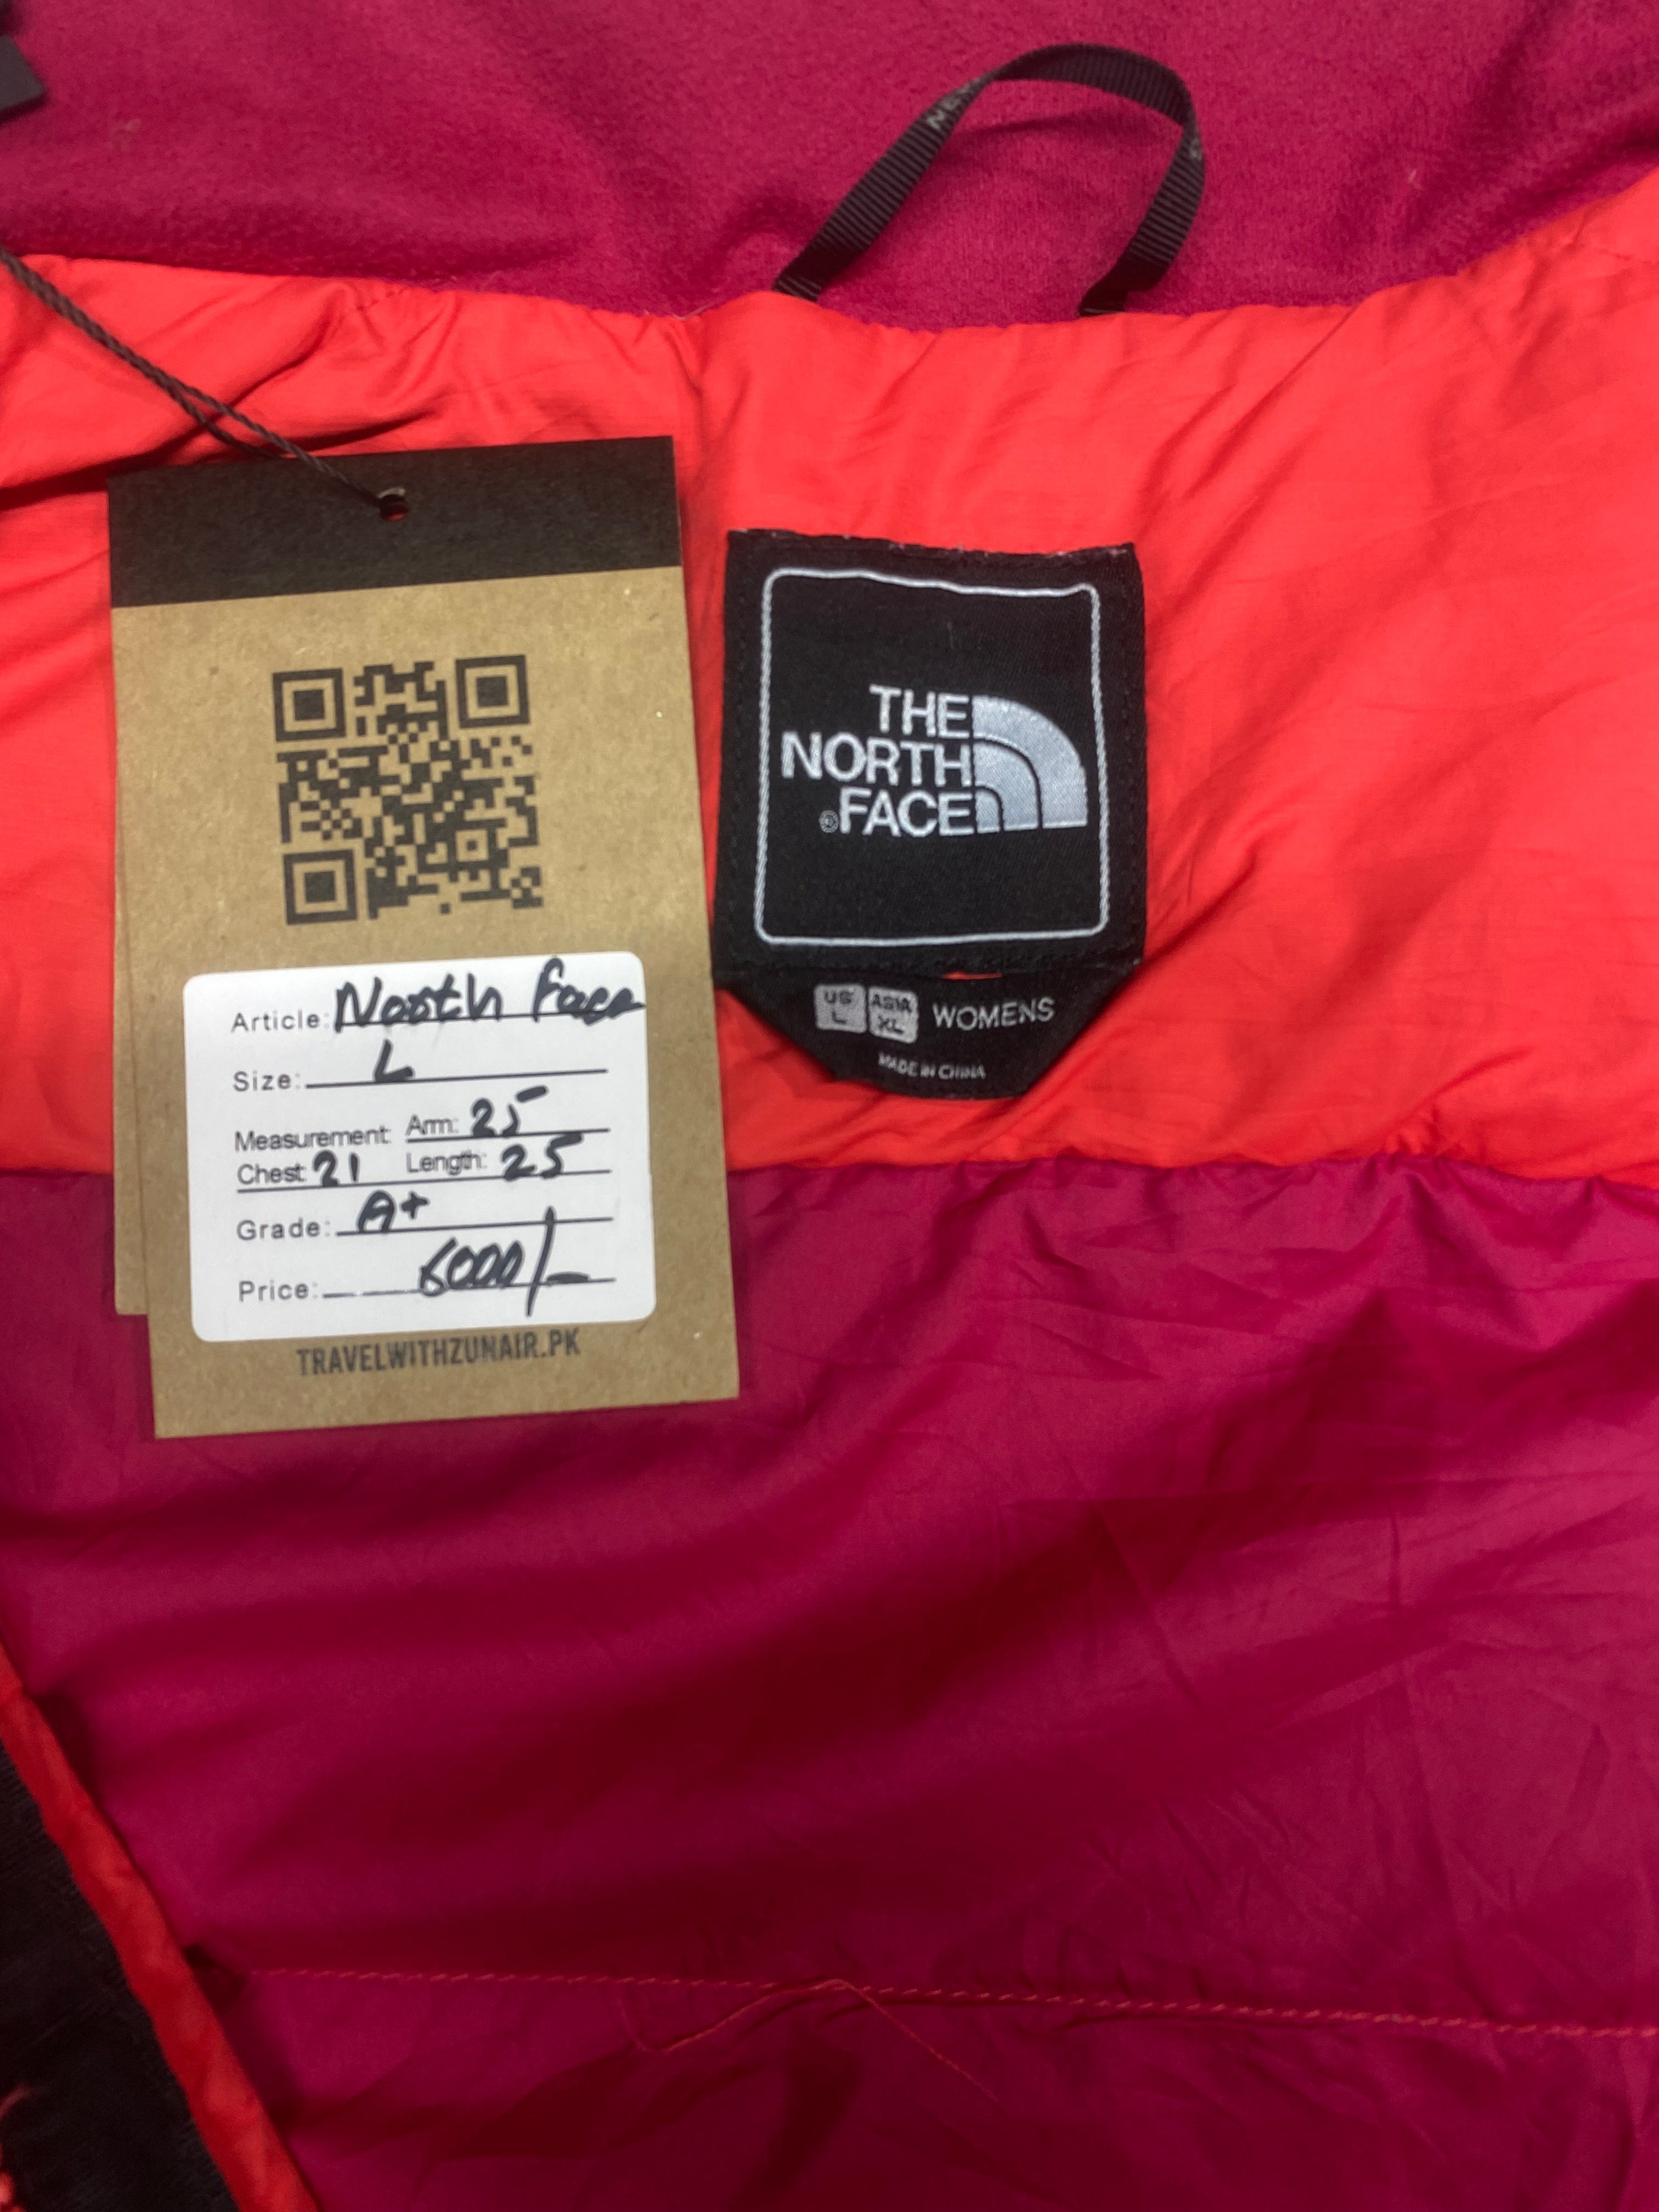 Article: North Face
Size: L
Measurement: Arm: 25
Chest: 21 Length: 25
Grade: A+
Price: 6000/-
TRAVELWITHZUNAIR.PK
THE
NORTH
®FACE
US L ASIA XL WOMENS
MADE IN CHINA